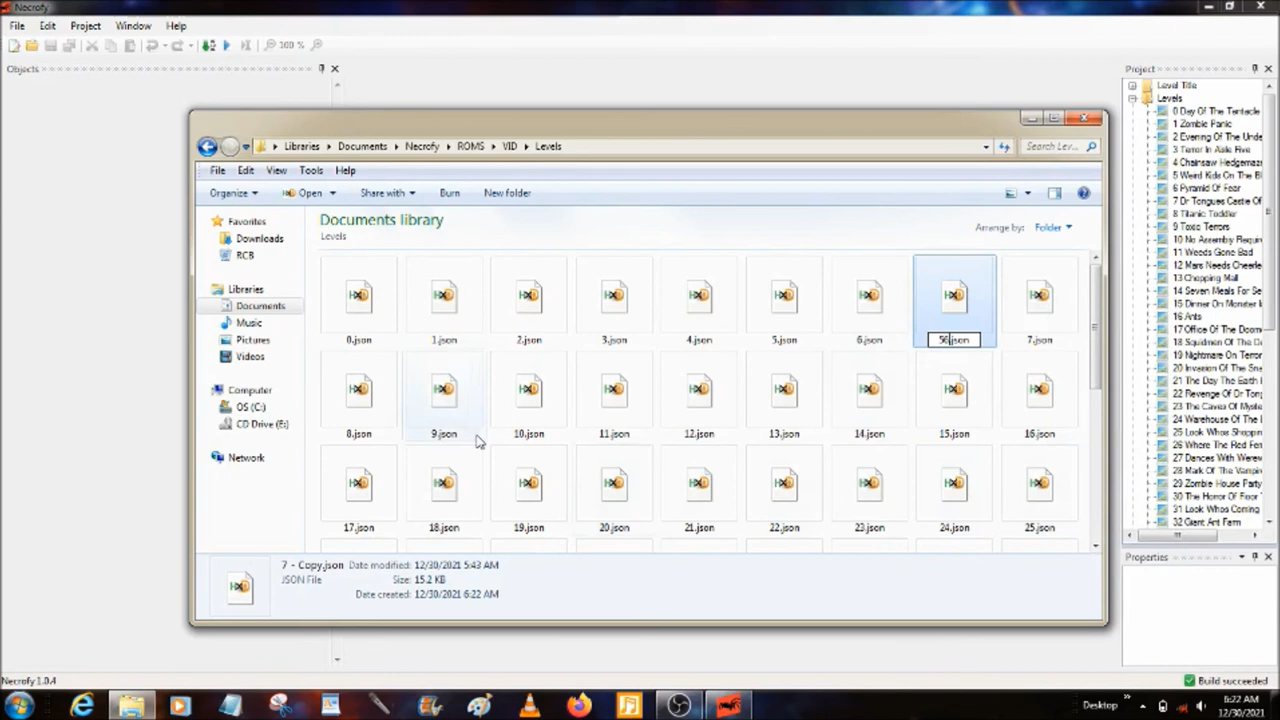 Necrofy
File Edit Project Window Help
100 %
Objects
Project
Level Title
Levels
0 Day Of The Tentacle
1 Zombie Panic
2 Evening Of The Unde
3 Terror In Aisle Five
4 Chainsaw Hedgemaz
5 Weird Kids On The B
6 Pyramid Of Fear
7 Dr Tongues Castle Of
8 Titanic Toddler
9 Toxic Terrors
10 No Assembly Requir
11 Weeds Gone Bad
12 Mars Needs Cheerle
13 Chopping Mall
14 Seven Meals For Se
15 Dinner On Monster I
16 Ants
17 Office Of The Doome
18 Squidmen Of The De
19 Nightmare On Terror
20 Invasion Of The Sna
21 The Day The Earth
22 Revenge Of Dr Tong
23 The Caves Of Myste
24 Warehouse Of The
25 Look Whos Shoppin
26 Where The Red Fer
27 Dances With Werew
28 Mark Of The Vampire
29 Zombie House Party
30 The Horror Of Floor
31 Look Whos Coming
32 Giant Ant Farm
Properties
Libraries Documents Necrofy ROMS VID Levels
Search Lev...
File Edit View Tools Help
Organize Open Share with Burn New folder
Documents library
Levels
Arrange by: Folder
Favorites
Downloads
RCB
Libraries
Documents
Music
Pictures
Videos
Computer
OS (C:)
CD Drive (E:)
Network
0.json 1.json 2.json 3.json 4.json 5.json 6.json 56.json 7.json
8.json 9.json 10.json 11.json 12.json 13.json 14.json 15.json 16.json
17.json 18.json 19.json 20.json 21.json 22.json 23.json 24.json 25.json
7 - Copy.json Date modified: 12/30/2021 5:43 AM
JSON File Size: 15.2 KB
Date created: 12/30/2021 6:22 AM
Necrofy 1.0.4
Build succeeded
Desktop
6:22 AM
12/30/2021